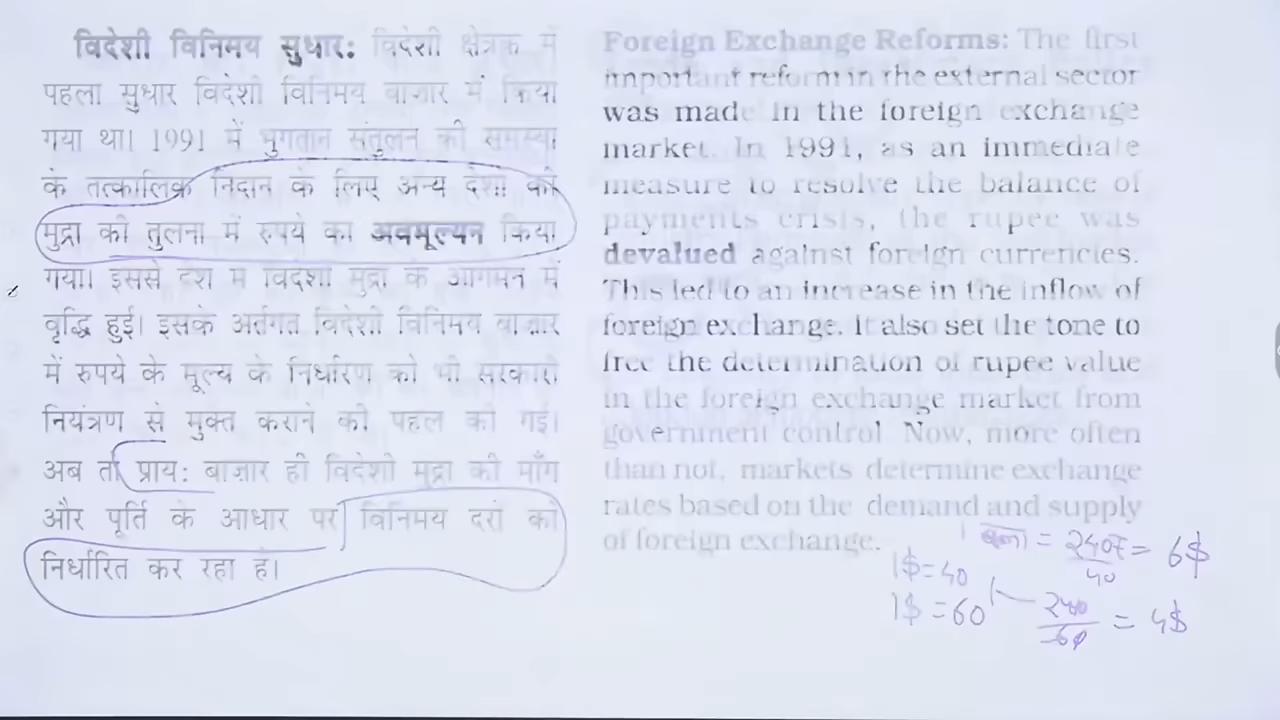 विदेशी विनिमय सुधार: विदेशी क्षेत्रक में
पहला सुधार विदेशी विनिमय बाज़ार में किया
गया था। 1991 में भुगतान संतुलन की समस्या
के तत्कालिक निदान के लिए अन्य देशों की
मुद्रा की तुलना में रुपये का अवमूल्यन किया
गया। इससे देश में विदेशी मुद्रा के आगमन में
वृद्धि हुई। इसके अर्तगत विदेशी विनिमय बाज़ार
में रुपये के मूल्य के निर्धारण को भी सरकारी
नियंत्रण से मुक्त कराने की पहल की गई।
अब तो प्राय: बाज़ार ही विदेशी मुद्रा की माँग
और पूर्ति के आधार पर विनिमय दरों को
निर्धारित कर रहा है।
Foreign Exchange Reforms: The first
important reform in the external sector
was made in the foreign exchange
market. In 1991, as an immediate
measure to resolve the balance of
payments crisis, the rupee was
devalued against foreign currencies.
This led to an increase in the inflow of
foreign exchange. It also set the tone to
free the determination of rupee value
in the foreign exchange market from
government control. Now, more often
than not, markets determine exchange
rates based on the demand and supply
of foreign exchange.
= 240₹/40 = 6$
1$=40
1$=60
240/60 = 4$